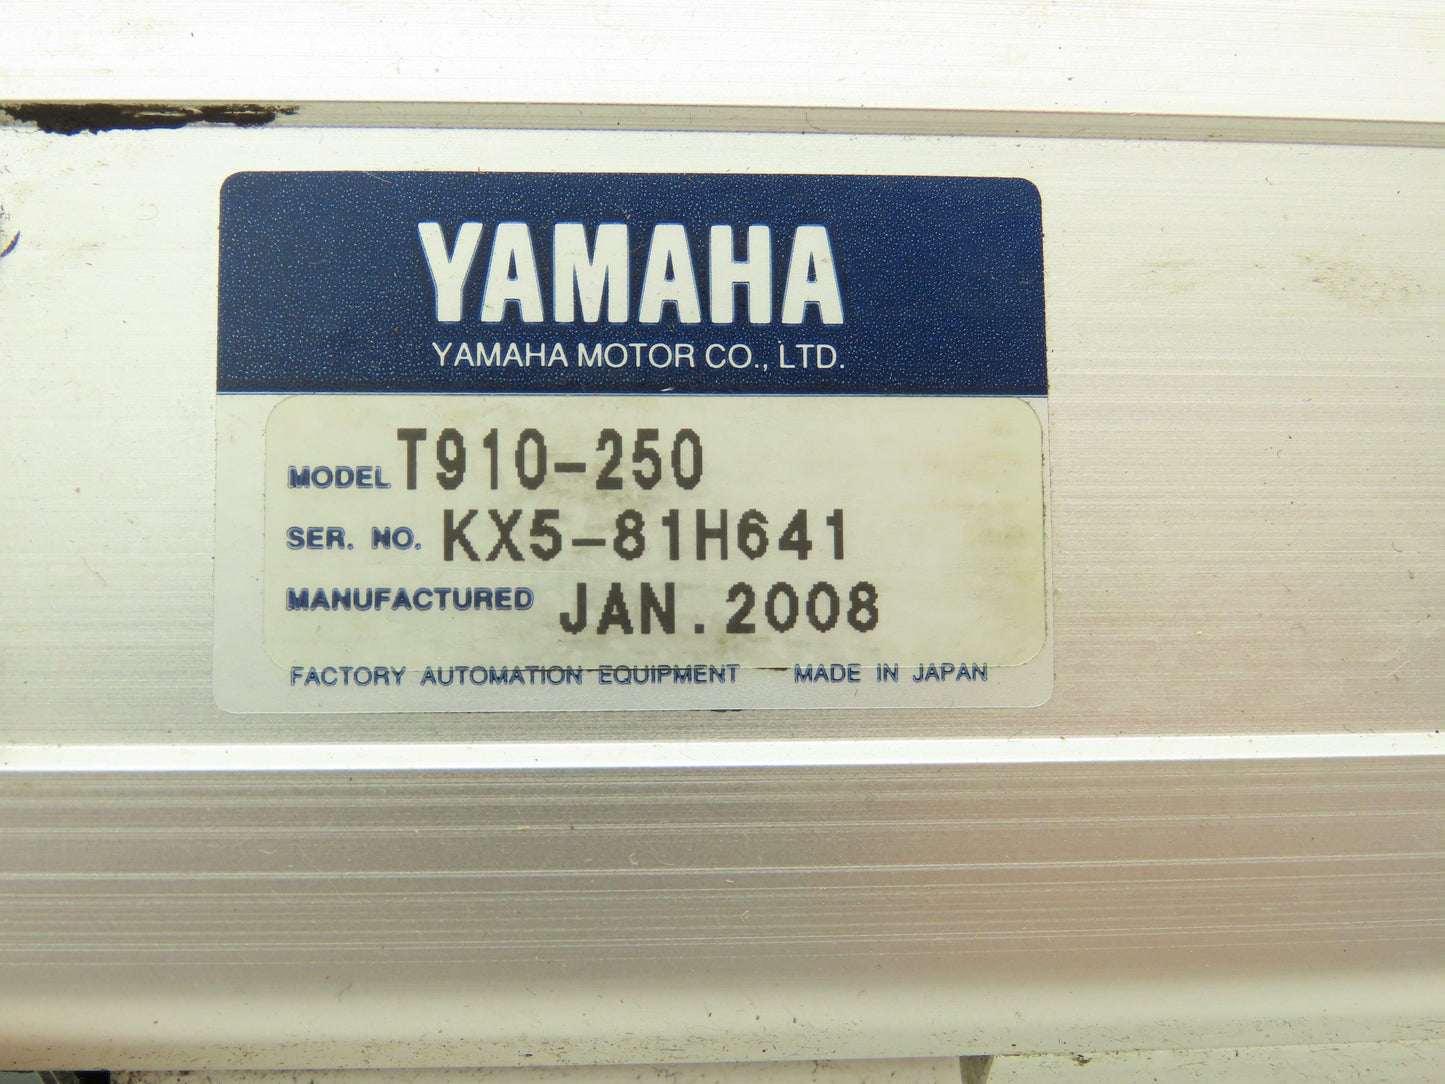 YAMAHA
YAMAHA MOTOR CO., LTD.
MODEL T910-250
SER. NO. KX5-81H641
MANUFACTURED JAN. 2008
FACTORY AUTOMATION EQUIPMENT MADE IN JAPAN